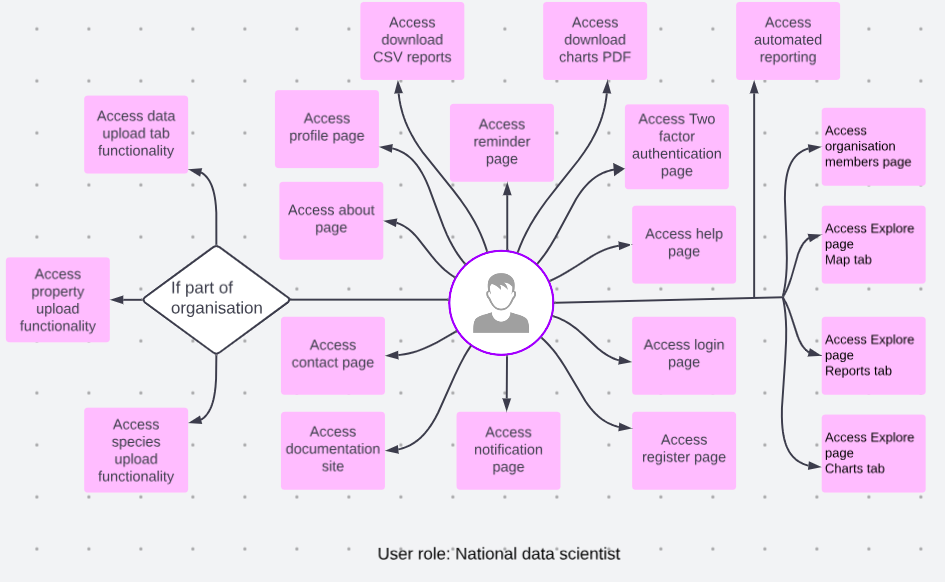 Access
download
CSV reports
Access
download
charts PDF
Access
automated
reporting
Access data
upload tab
functionality
Access
profile page
Access
reminder
page
Access Two
factor
authentication
page
Access
organisation
members page
Access about
page
Access help
page
Access Explore
page
Map tab
Access
property
upload
functionality
If part of
organisation
Access
contact page
Access login
page
Access Explore
page
Reports tab
Access
species
upload
functionality
Access
documentation
site
Access
notification
page
Access
register page
Access Explore
page
Charts tab
User role: National data scientist